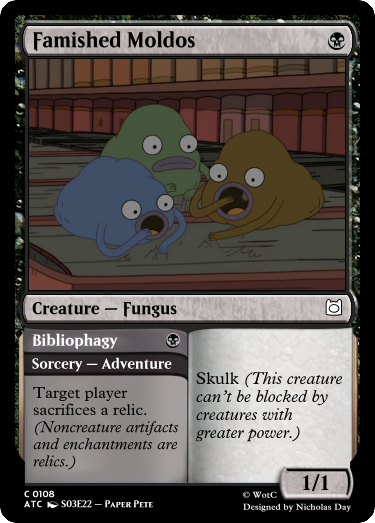 Famished Moldos
Creature — Fungus
Bibliophagy
Sorcery — Adventure
Target player
sacrifices a relic.
(Noncreature artifacts
and enchantments are
relics.)
Skulk (This creature
can't be blocked by
creatures with
greater power.)
1/1
C 0108
ATC S03E22 – Paper Pete
© WotC
Designed by Nicholas Day